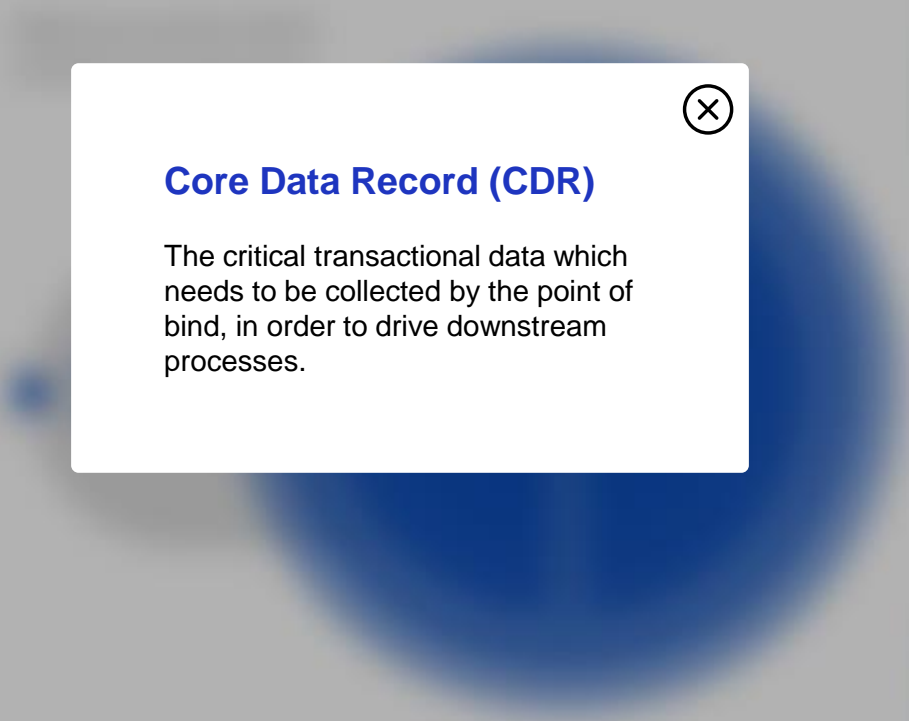 Core Data Record (CDR)
The critical transactional data which
needs to be collected by the point of
bind, in order to drive downstream
processes.